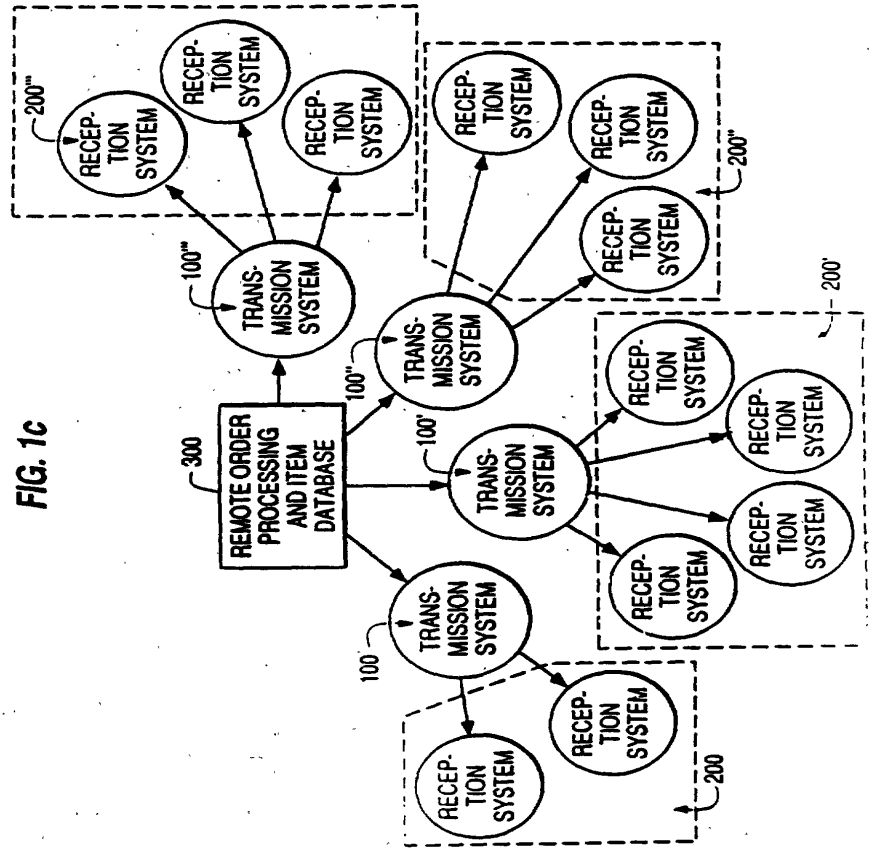 FIG. 1c
300
REMOTE ORDER
PROCESSING
AND ITEM
DATABASE
100
TRANS-
MISSION
SYSTEM
100'
TRANS-
MISSION
SYSTEM
100''
TRANS-
MISSION
SYSTEM
100'''
TRANS-
MISSION
SYSTEM
RECEP-
TION
SYSTEM
RECEP-
TION
SYSTEM
200
RECEP-
TION
SYSTEM
RECEP-
TION
SYSTEM
RECEP-
TION
SYSTEM
RECEP-
TION
SYSTEM
200'
RECEP-
TION
SYSTEM
RECEP-
TION
SYSTEM
RECEP-
TION
SYSTEM
200''
200'''
RECEP-
TION
SYSTEM
RECEP-
TION
SYSTEM
RECEP-
TION
SYSTEM